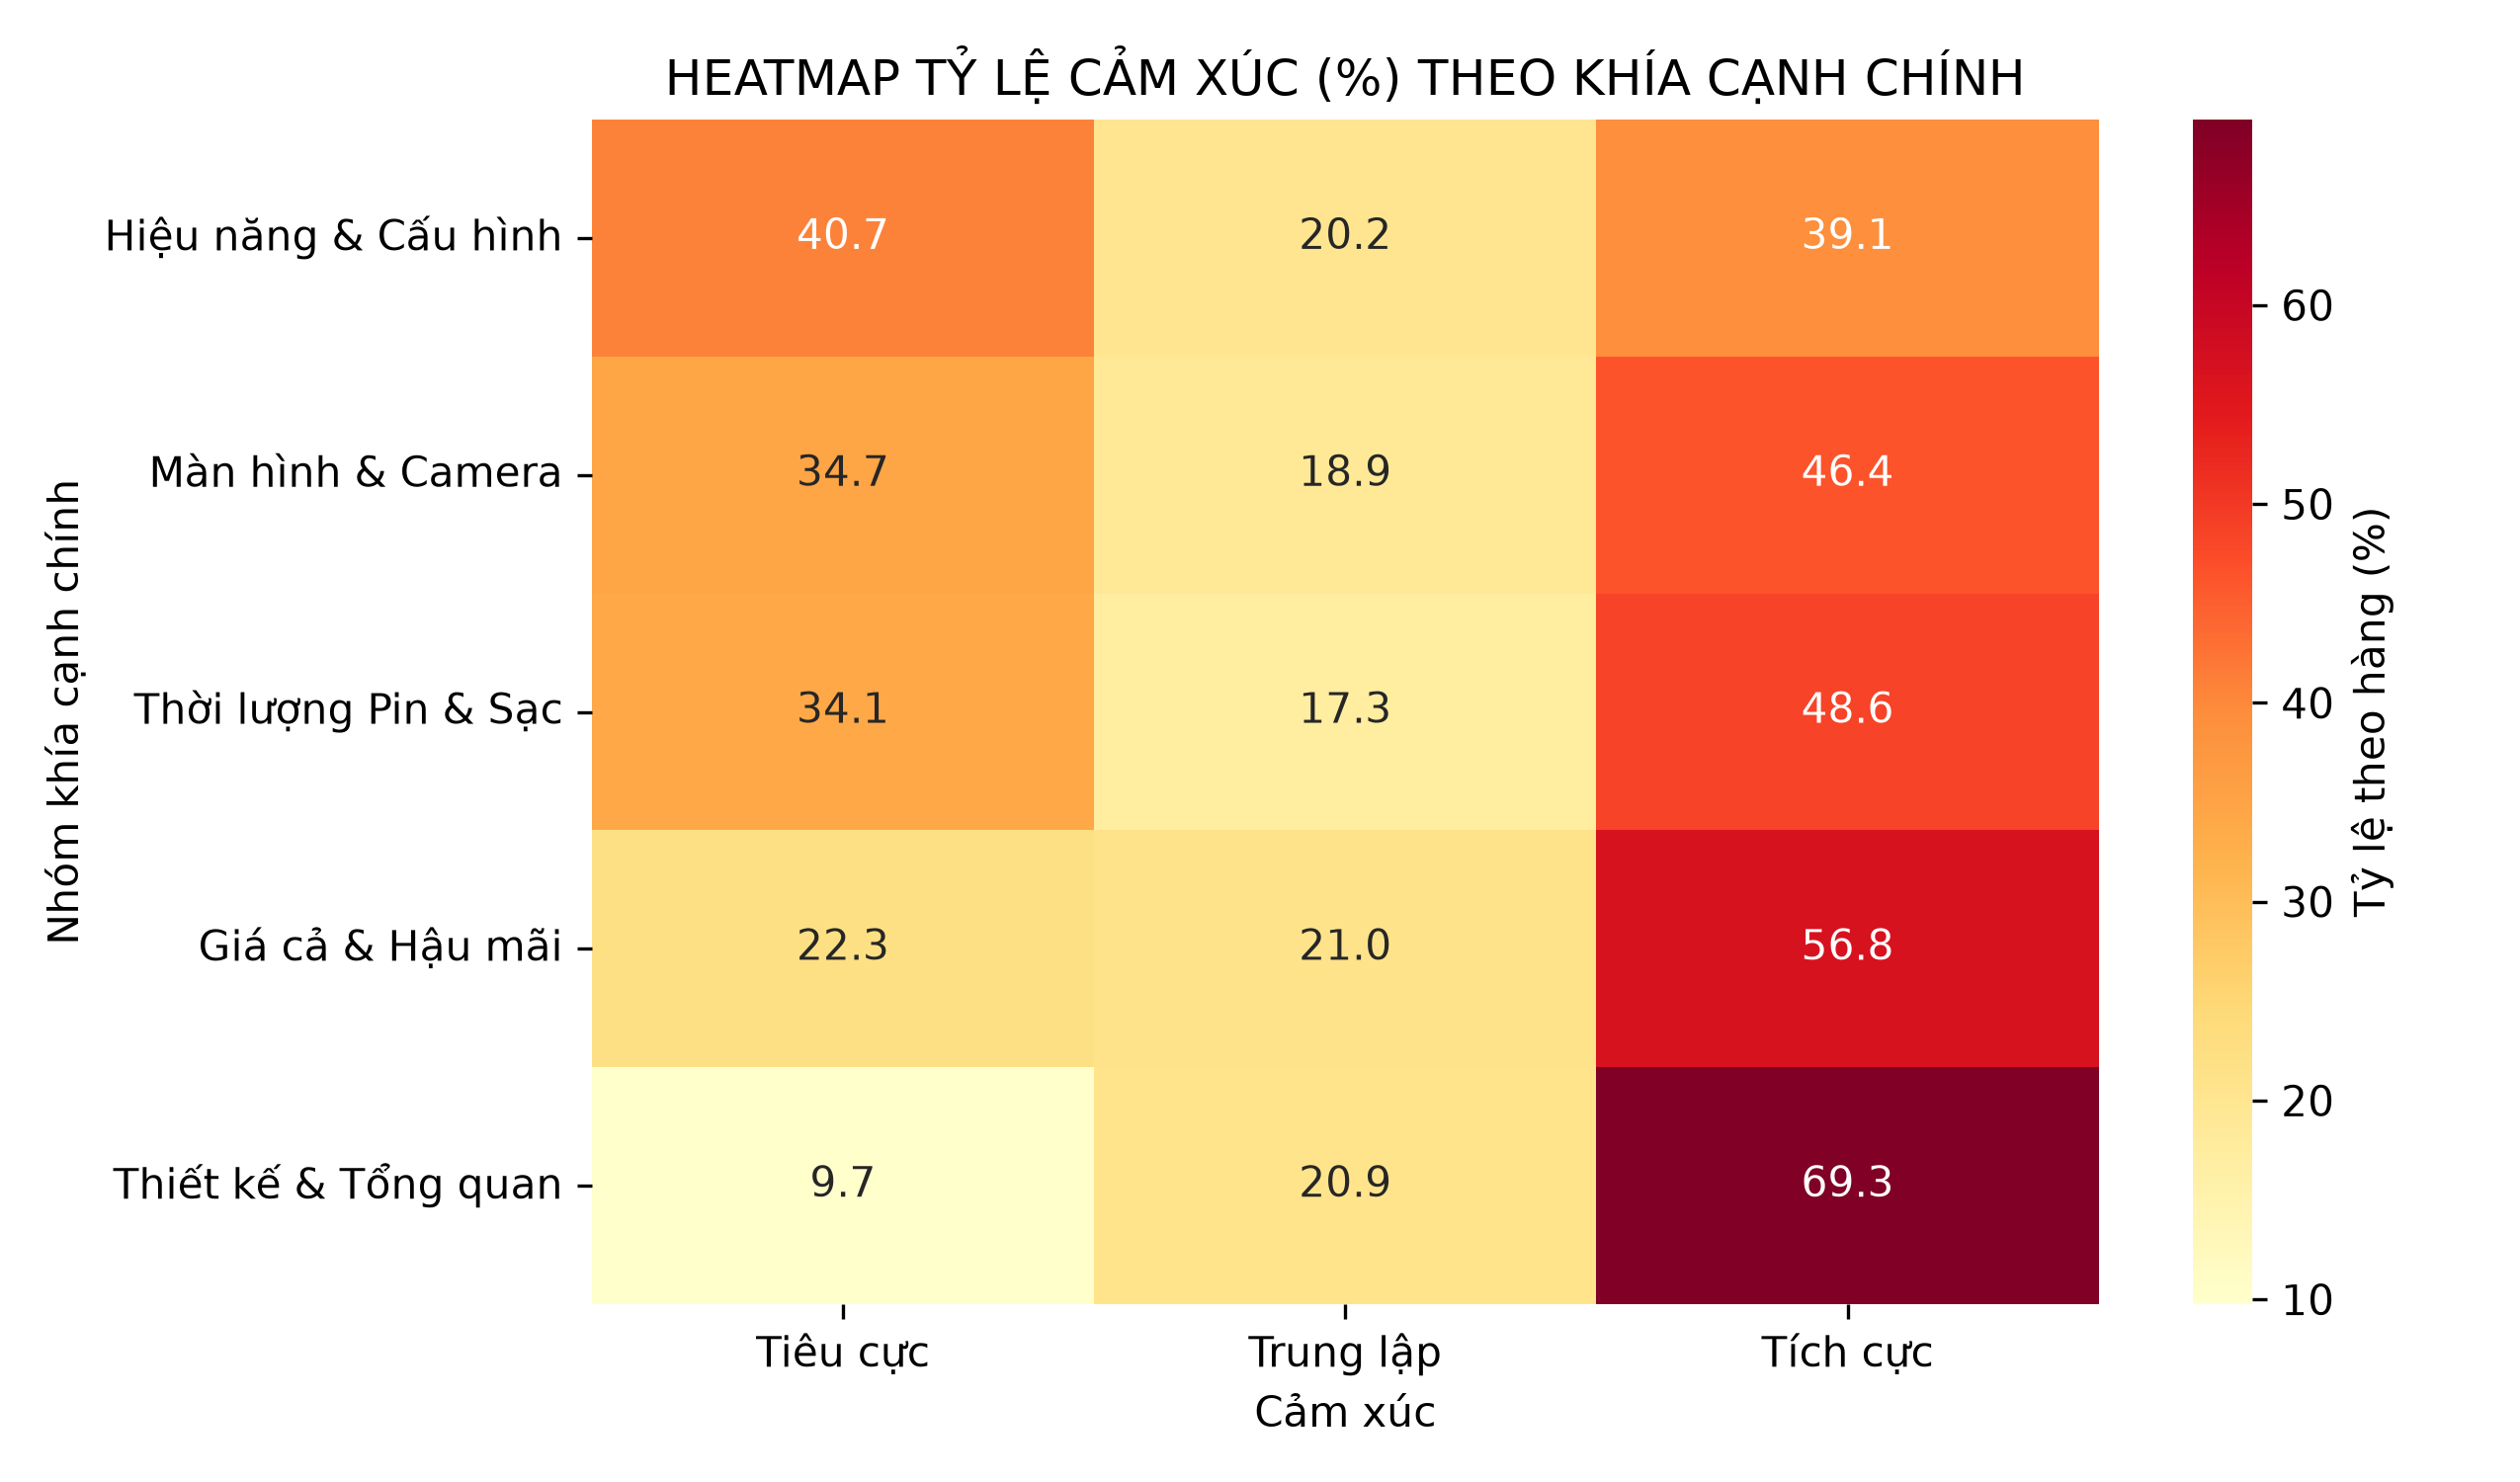 HEATMAP TỶ LỆ CẢM XÚC (%) THEO KHÍA CẠNH CHÍNH
Nhóm khía cạnh chính
Hiệu năng & Cấu hình 40.7 20.2 39.1
Màn hình & Camera 34.7 18.9 46.4
Thời lượng Pin & Sạc 34.1 17.3 48.6
Giá cả & Hậu mãi 22.3 21.0 56.8
Thiết kế & Tổng quan 9.7 20.9 69.3
Tiêu cực Trung lập Tích cực
Cảm xúc
60
50
40
30
20
10
Tỷ lệ theo hàng (%)